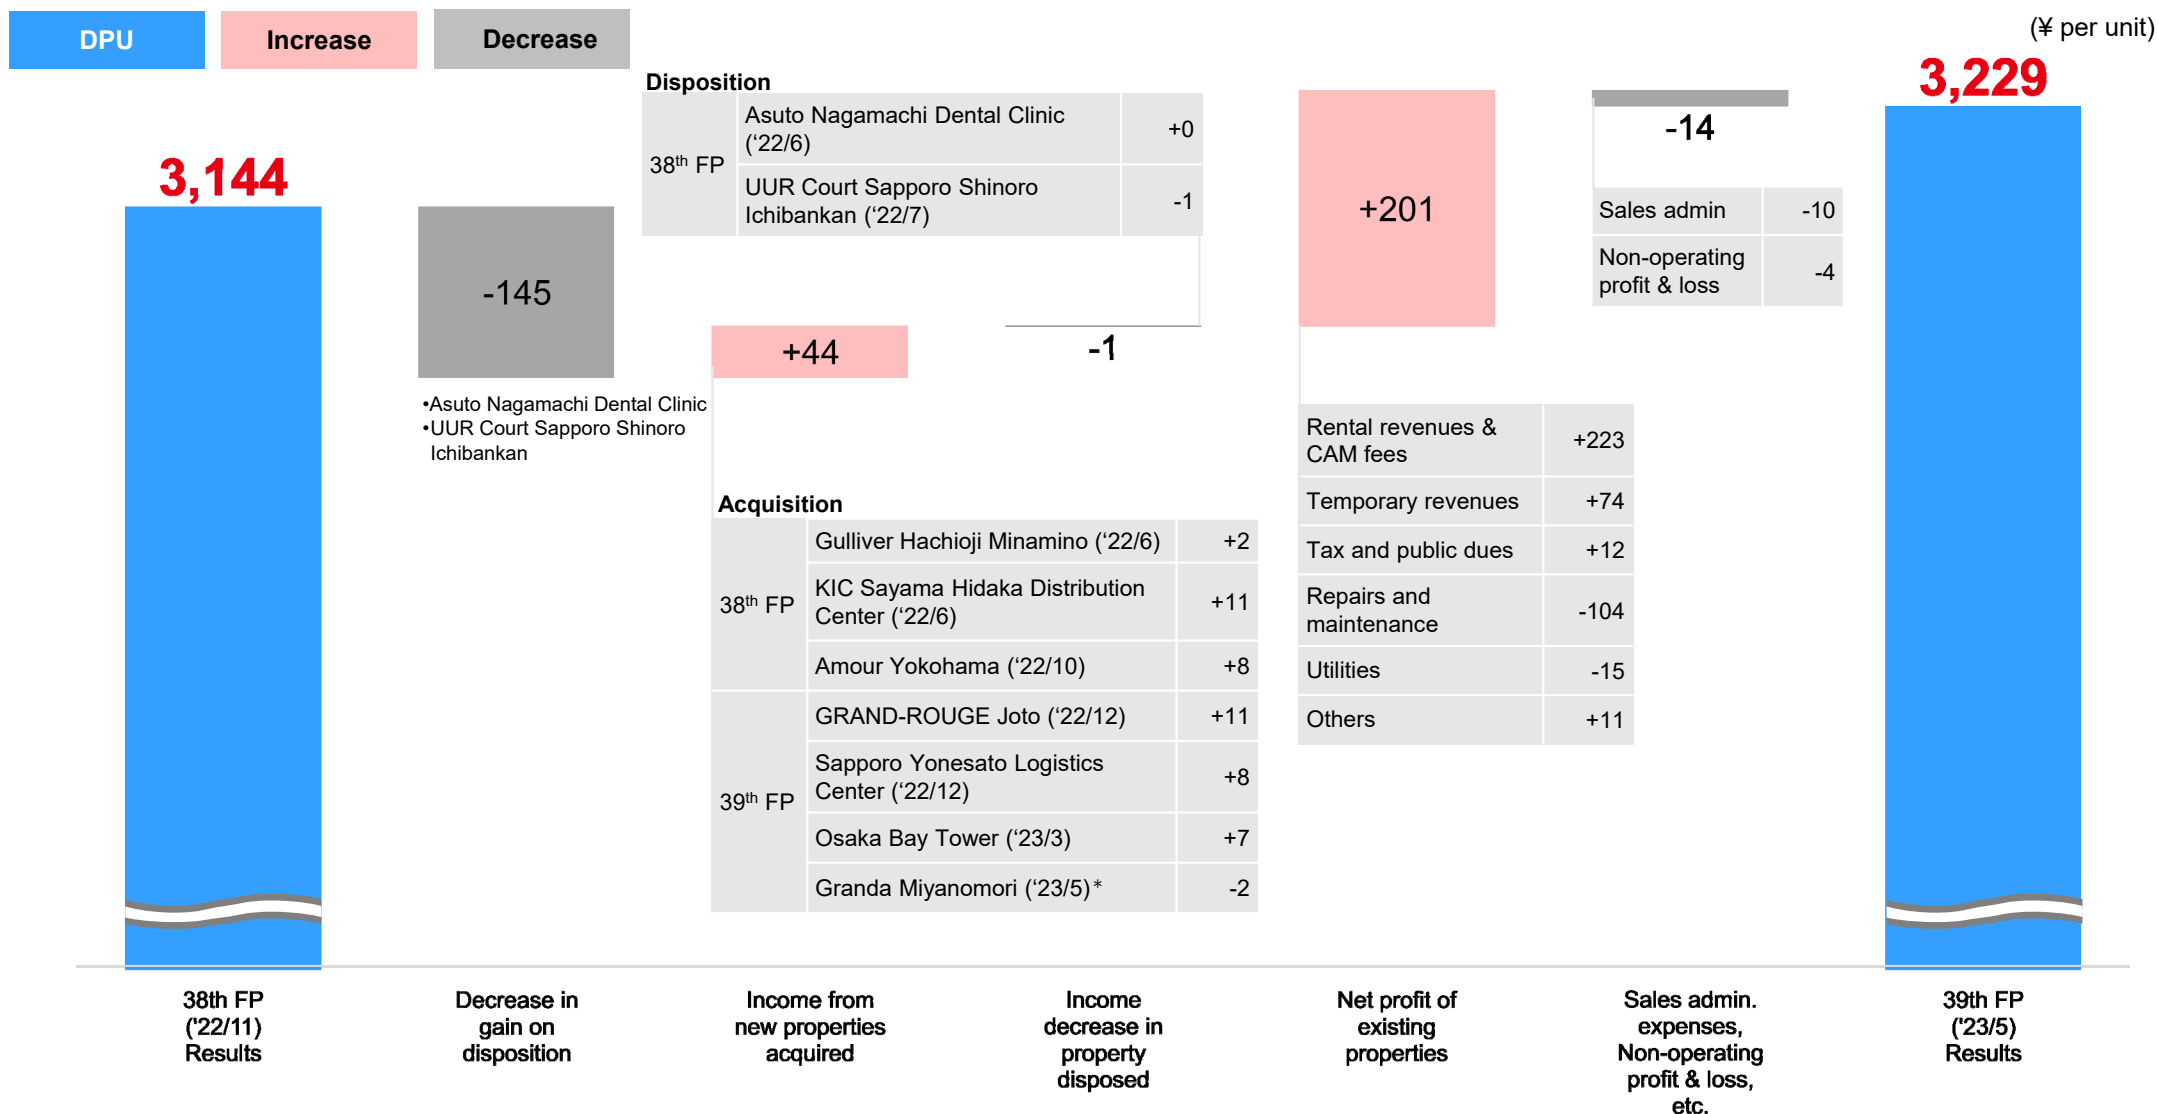 DPU
Increase
Decrease
(¥ per unit)
3,144
-145
•Asuto Nagamachi Dental Clinic
•UUR Court Sapporo Shinoro
Ichibankan
Disposition
38th FP
Asuto Nagamachi Dental Clinic
(‘22/6)
+0
UUR Court Sapporo Shinoro
Ichibankan (‘22/7)
-1
+44
-1
Acquisition
38th FP
Gulliver Hachioji Minamino (‘22/6)
+2
KIC Sayama Hidaka Distribution
Center (‘22/6)
+11
Amour Yokohama (‘22/10)
+8
39th FP
GRAND-ROUGE Joto (‘22/12)
+11
Sapporo Yonesato Logistics
Center (‘22/12)
+8
Osaka Bay Tower (‘23/3)
+7
Granda Miyanomori (‘23/5)*
-2
+201
Rental revenues &
CAM fees
+223
Temporary revenues
+74
Tax and public dues
+12
Repairs and
maintenance
-104
Utilities
-15
Others
+11
-14
Sales admin
-10
Non-operating
profit & loss
-4
3,229
38th FP
('22/11)
Results
Decrease in
gain on
disposition
Income from
new properties
acquired
Income
decrease in
property
disposed
Net profit of
existing
properties
Sales admin.
expenses,
Non-operating
profit & loss,
etc.
39th FP
('23/5)
Results